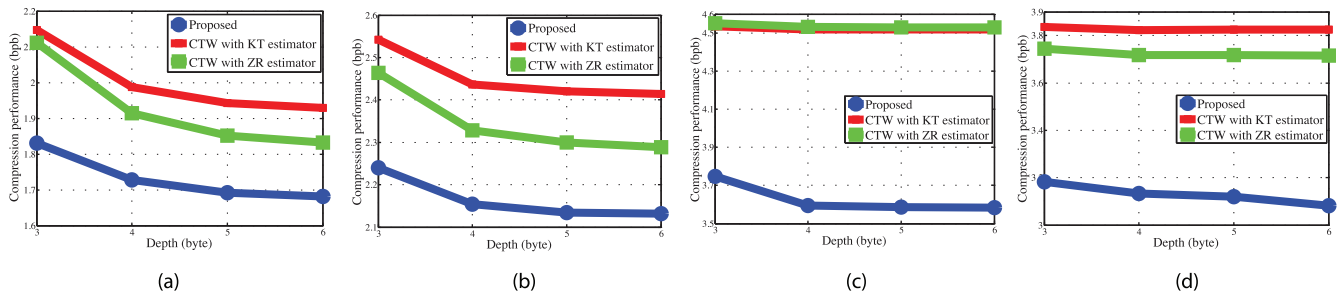 2.2
2.1
2
1.9
1.8
1.7
1.6
Compression performance (bpb)
Proposed
CTW with KT estimator
CTW with ZR estimator
3 4 5 6
Depth (byte)
(a)
2.6
2.5
2.4
2.3
2.2
2.1
Compression performance (bpb)
Proposed
CTW with KT estimator
CTW with ZR estimator
3 4 5 6
Depth (byte)
(b)
4.6
4.5
4.3
4.1
3.9
3.7
3.5
Compression performance (bpb)
Proposed
CTW with KT estimator
CTW with ZR estimator
3 4 5 6
Depth (byte)
(c)
3.9
3.8
3.6
3.4
3
Compression performance (bpb)
Proposed
CTW with KT estimator
CTW with ZR estimator
3 4 5 6
Depth (byte)
(d)